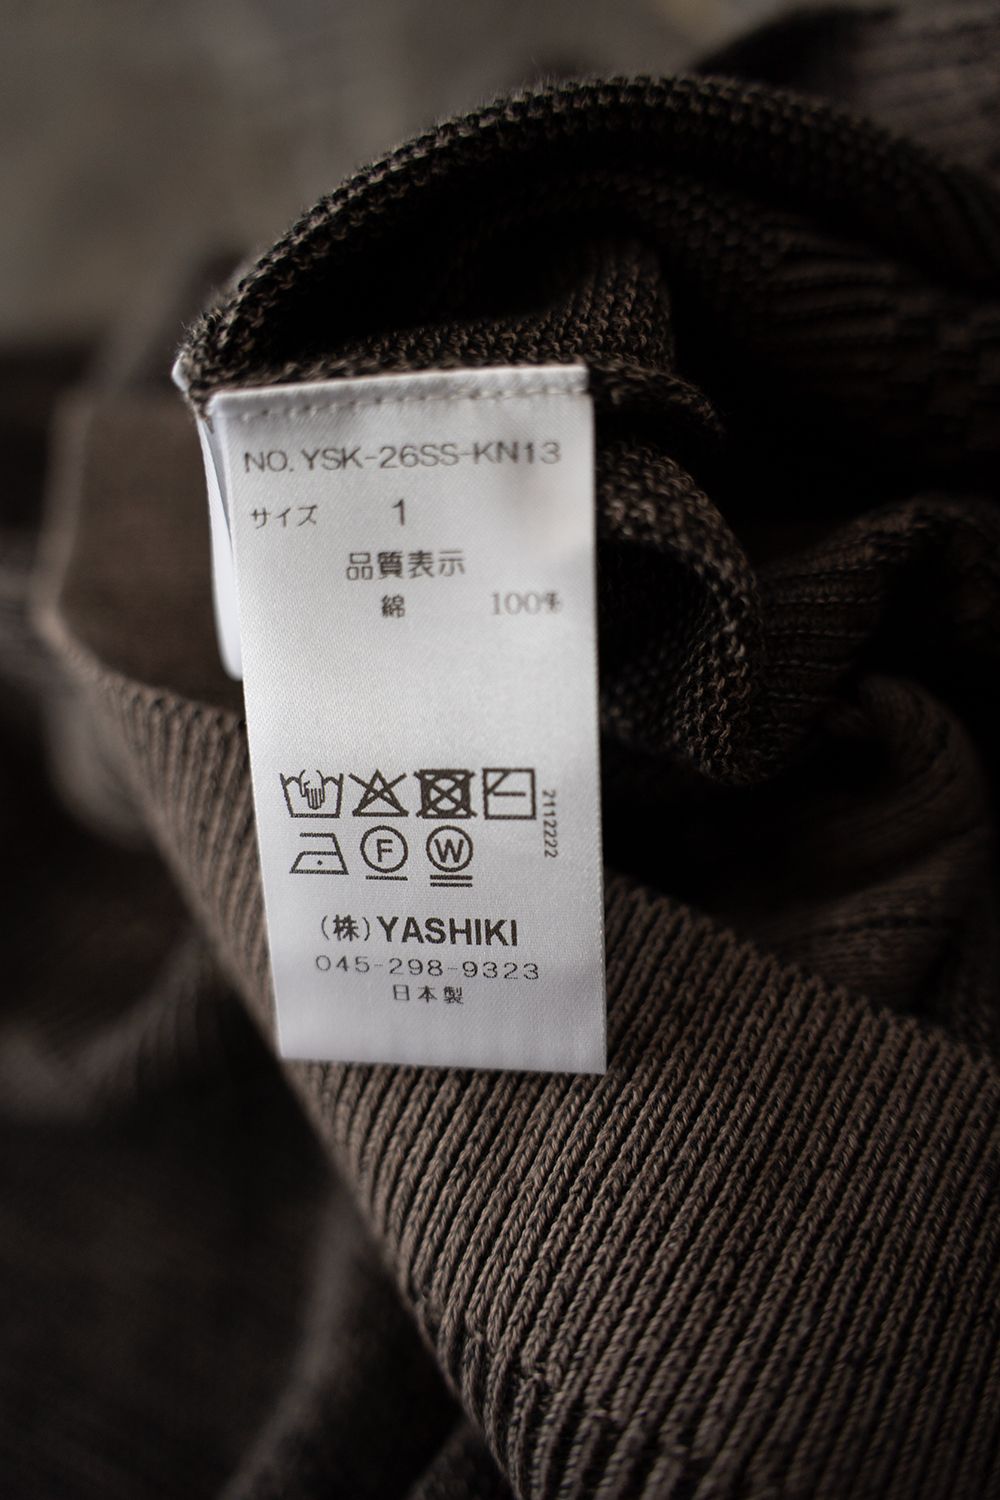 NO. YSK-26SS-KN13
サイズ 1
品質表示
綿 100%
2112222
F W
(株)YASHIKI
045-298-9323
日本製